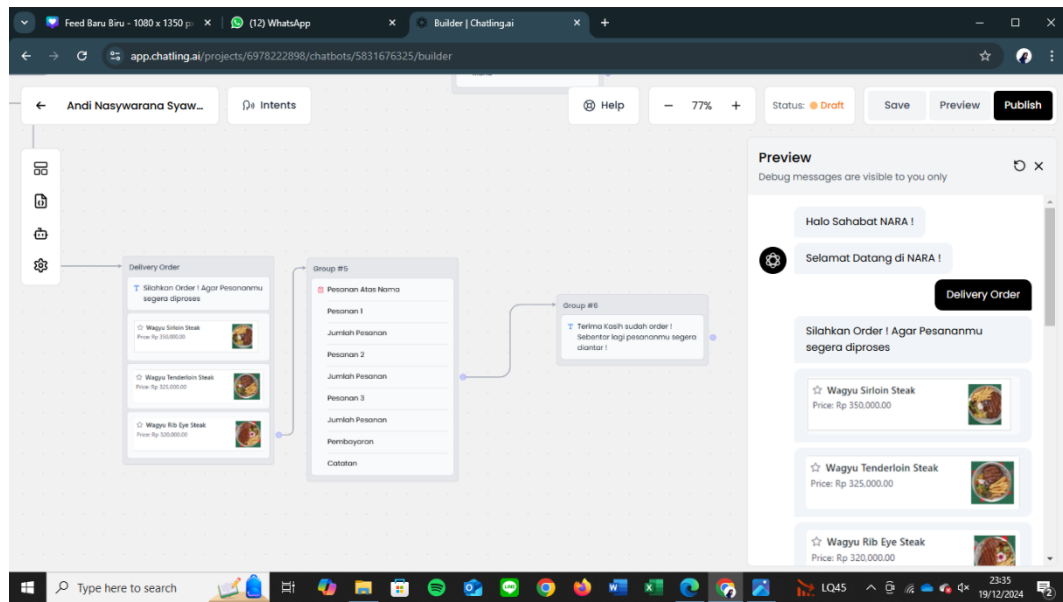 Feed Baru Biru - 1080 x 1350 p
(12) WhatsApp
Builder | Chatling.ai
app.chatling.ai/projects/6978222898/chatbots/5831676325/builder
Andi Nasywarana Syaw...
Intents
Help
77%
Status: Draft
Save
Preview
Publish
Delivery Order
Silahkan Order ! Agar Pesananmu
segera diproses
Wagyu Sirloin Steak
Price: Rp 350,000.00
Wagyu Tenderloin Steak
Price: Rp 325,000.00
Wagyu Rib Eye Steak
Price: Rp 320,000.00
Group #5
Pesanan Atas Nama
Pesanan 1
Jumlah Pesanan
Pesanan 2
Jumlah Pesanan
Pesanan 3
Jumlah Pesanan
Pembayaran
Catatan
Group #6
Terima Kasih sudah order !
Sebentar lagi pesananmu segera
diantar !
Preview
Debug messages are visible to you only
Halo Sahabat NARA !
Selamat Datang di NARA !
Delivery Order
Silahkan Order ! Agar Pesananmu
segera diproses
Wagyu Sirloin Steak
Price: Rp 350,000.00
Wagyu Tenderloin Steak
Price: Rp 325,000.00
Wagyu Rib Eye Steak
Price: Rp 320,000.00
Type here to search
LQ45
23:35
19/12/2024